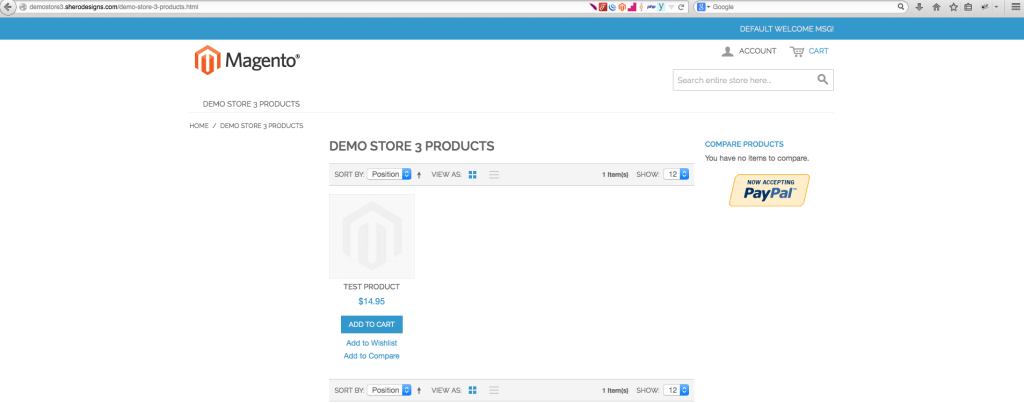 demostore3.sherodesigns.com/demo-store-3-products.html
Google
DEFAULT WELCOME MSG!
Magento®
ACCOUNT
CART
Search entire store here...
DEMO STORE 3 PRODUCTS
HOME / DEMO STORE 3 PRODUCTS
DEMO STORE 3 PRODUCTS
COMPARE PRODUCTS
You have no items to compare.
SORT BY: Position VIEW AS: 1 Item(s) SHOW: 12
NOW ACCEPTING
PayPal™
TEST PRODUCT
$14.95
ADD TO CART
Add to Wishlist
Add to Compare
SORT BY: Position VIEW AS: 1 Item(s) SHOW: 12